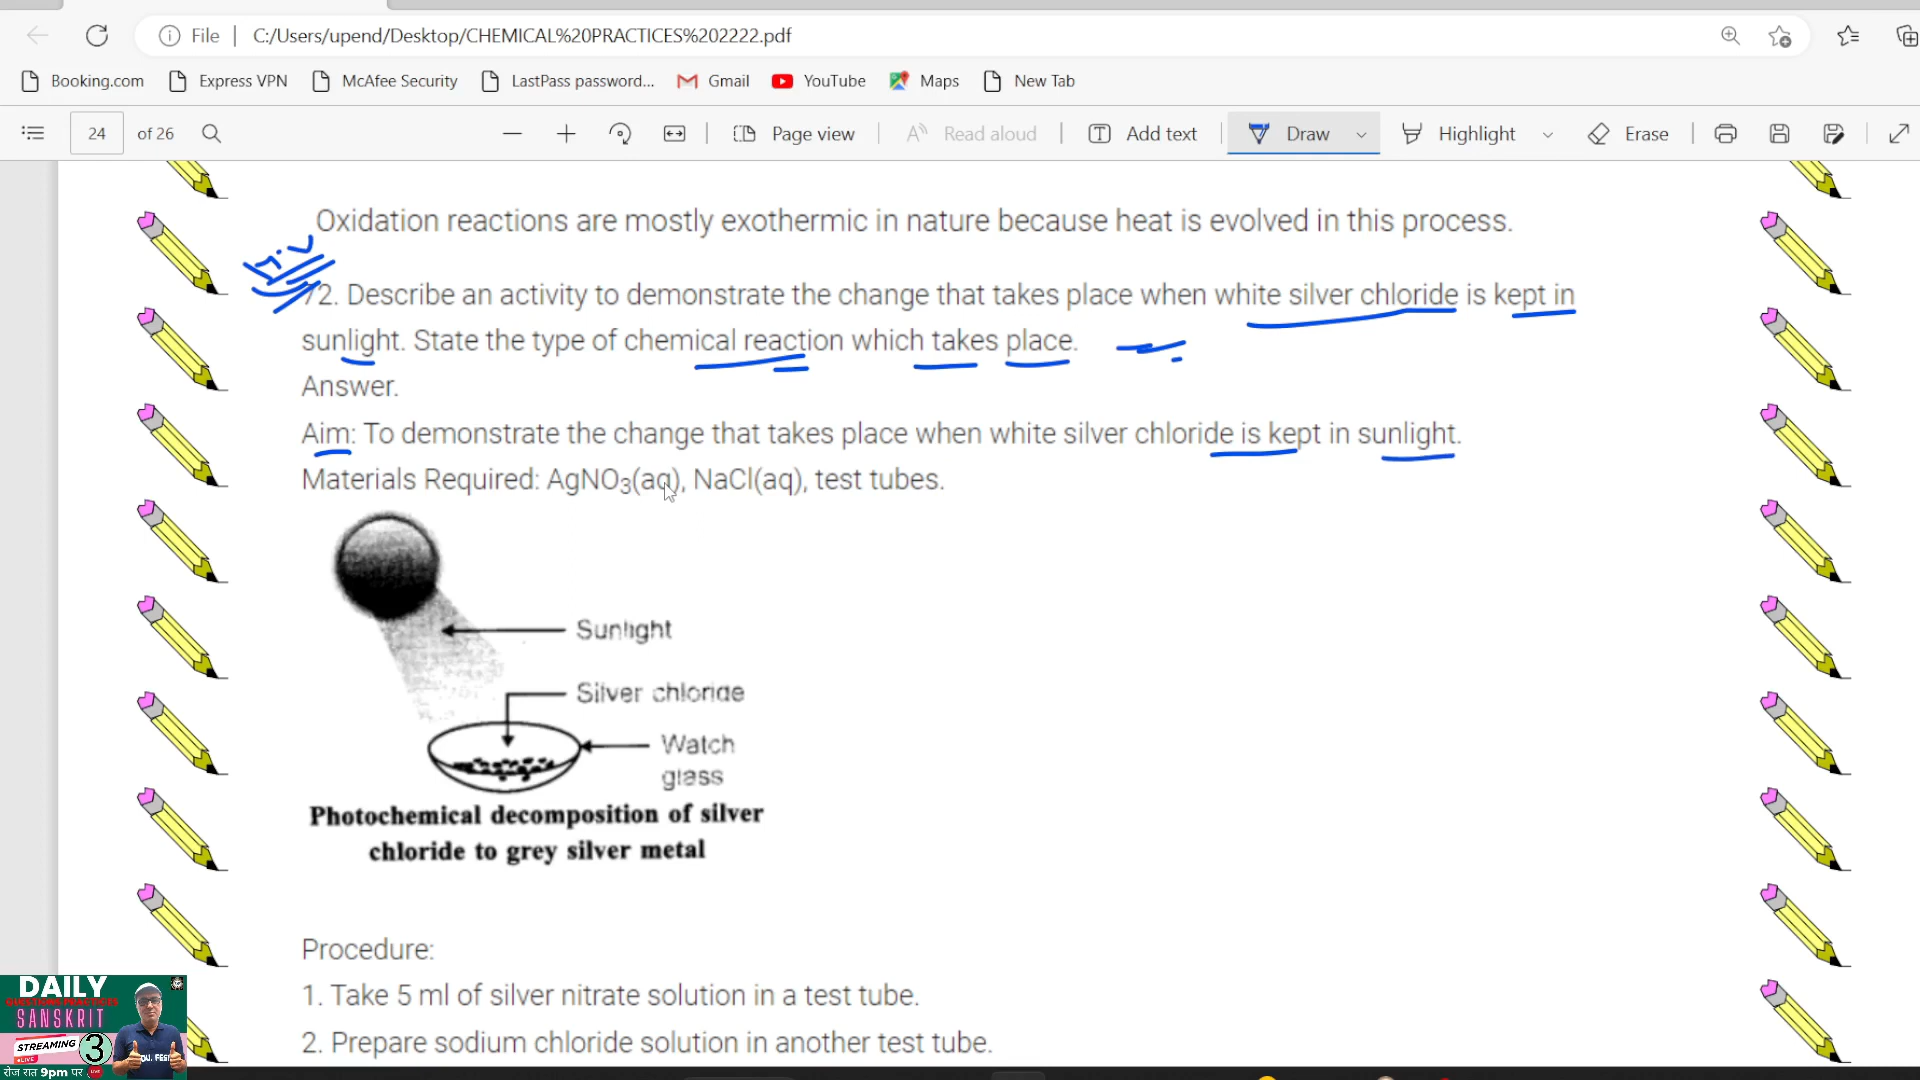 File
C:/Users/upend/Desktop/CHEMICAL%20PRACTICES%202222.pdf
Booking.com Express VPN McAfee Security LastPass password... Gmail YouTube Maps New Tab
24 of 26 Page view Read aloud Add text Draw Highlight Erase
Oxidation reactions are mostly exothermic in nature because heat is evolved in this process.
72. Describe an activity to demonstrate the change that takes place when white silver chloride is kept in
sunlight. State the type of chemical reaction which takes place.
Answer.
Aim: To demonstrate the change that takes place when white silver chloride is kept in sunlight.
Materials Required: AgNO3(aq), NaCl(aq), test tubes.
Sunlight
Silver chloride
Watch
glass
Photochemical decomposition of silver
chloride to grey silver metal
Procedure:
1. Take 5 ml of silver nitrate solution in a test tube.
2. Prepare sodium chloride solution in another test tube.
DAILY
QUESTIONS PRACTICES
SANSKRIT
STREAMING
LIVE
3
रोज रात 9pm पर LIVE